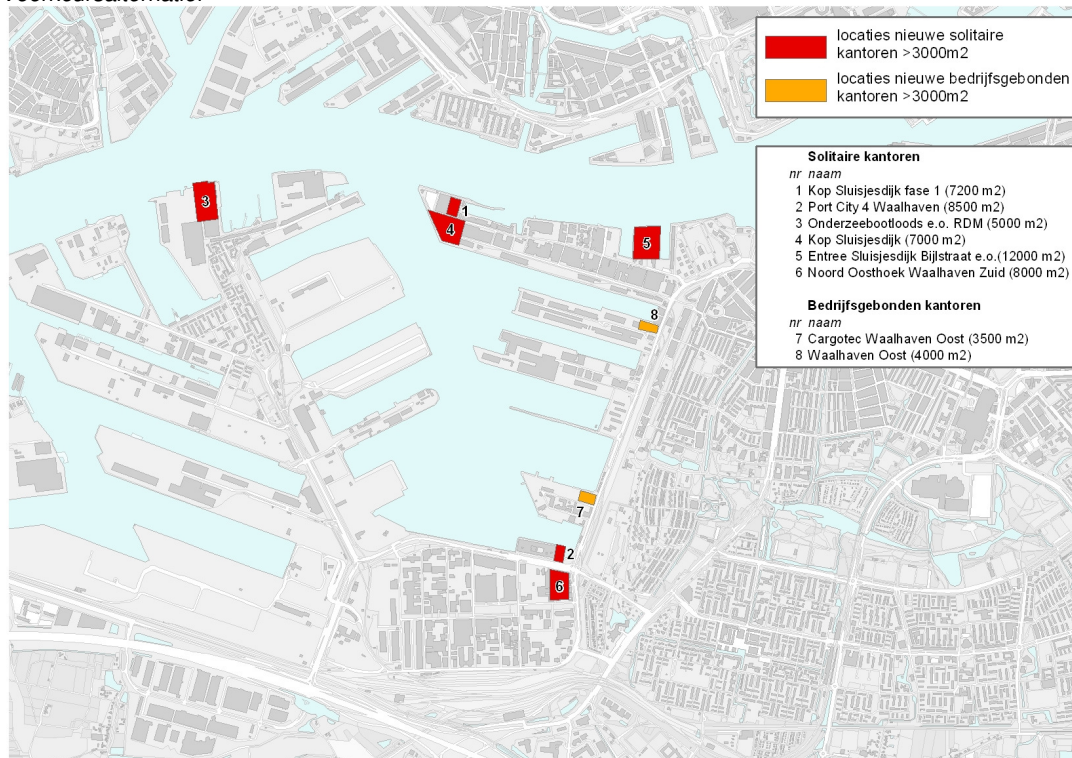 voorkeursalternatief
locaties nieuwe solitaire
kantoren >3000m2
locaties nieuwe bedrijfsgebonden
kantoren >3000m2
Solitaire kantoren
nr naam
1 Kop Sluisjesdijk fase 1 (7200 m2)
2 Port City 4 Waalhaven (8500 m2)
3 Onderzeebootloods e.o. RDM (5000 m2)
4 Kop Sluisjesdijk (7000 m2)
5 Entree Sluisjesdijk Bijlstraat e.o.(12000 m2)
6 Noord Oosthoek Waalhaven Zuid (8000 m2)
Bedrijfsgebonden kantoren
nr naam
7 Cargotec Waalhaven Oost (3500 m2)
8 Waalhaven Oost (4000 m2)
3
1
4
5
8
7
2
6